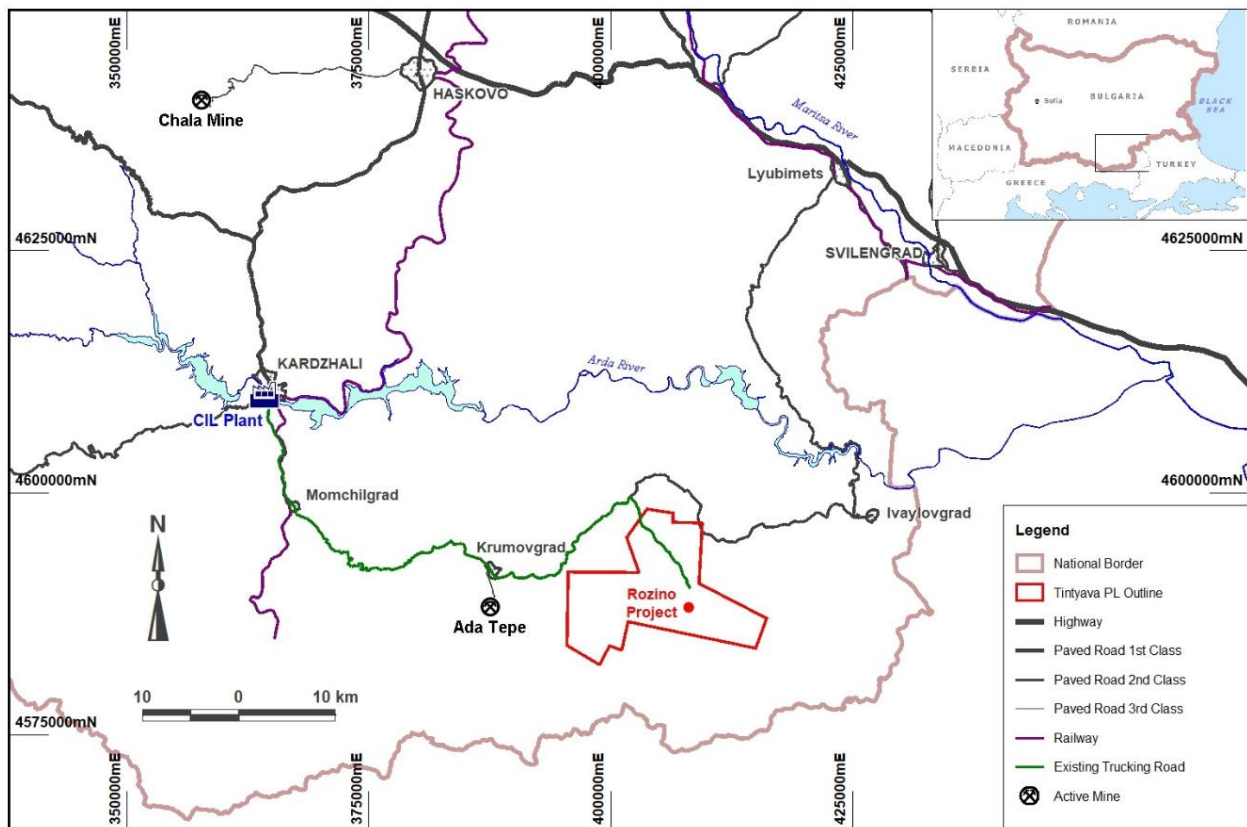 350000mE
375000mE
400000mE
425000mE
ROMANIA
SERBIA
BULGARIA
Sofia
BLACK
SEA
MACEDONIA
TURKEY
GREECE
HASKOVO
Chala Mine
Maritsa River
Lyubimets
4625000mN
4625000mN
SVILENGRAD
KARDZHALI
Arda River
CIL Plant
4600000mN
4600000mN
Momchilgrad
Ivaylovgrad
N
Krumovgrad
Rozino
Project
Ada Tepe
10 0 10 km
4575000mN
350000mE
375000mE
400000mE
425000mE
Legend
National Border
Tintyava PL Outline
Highway
Paved Road 1st Class
Paved Road 2nd Class
Paved Road 3rd Class
Railway
Existing Trucking Road
Active Mine